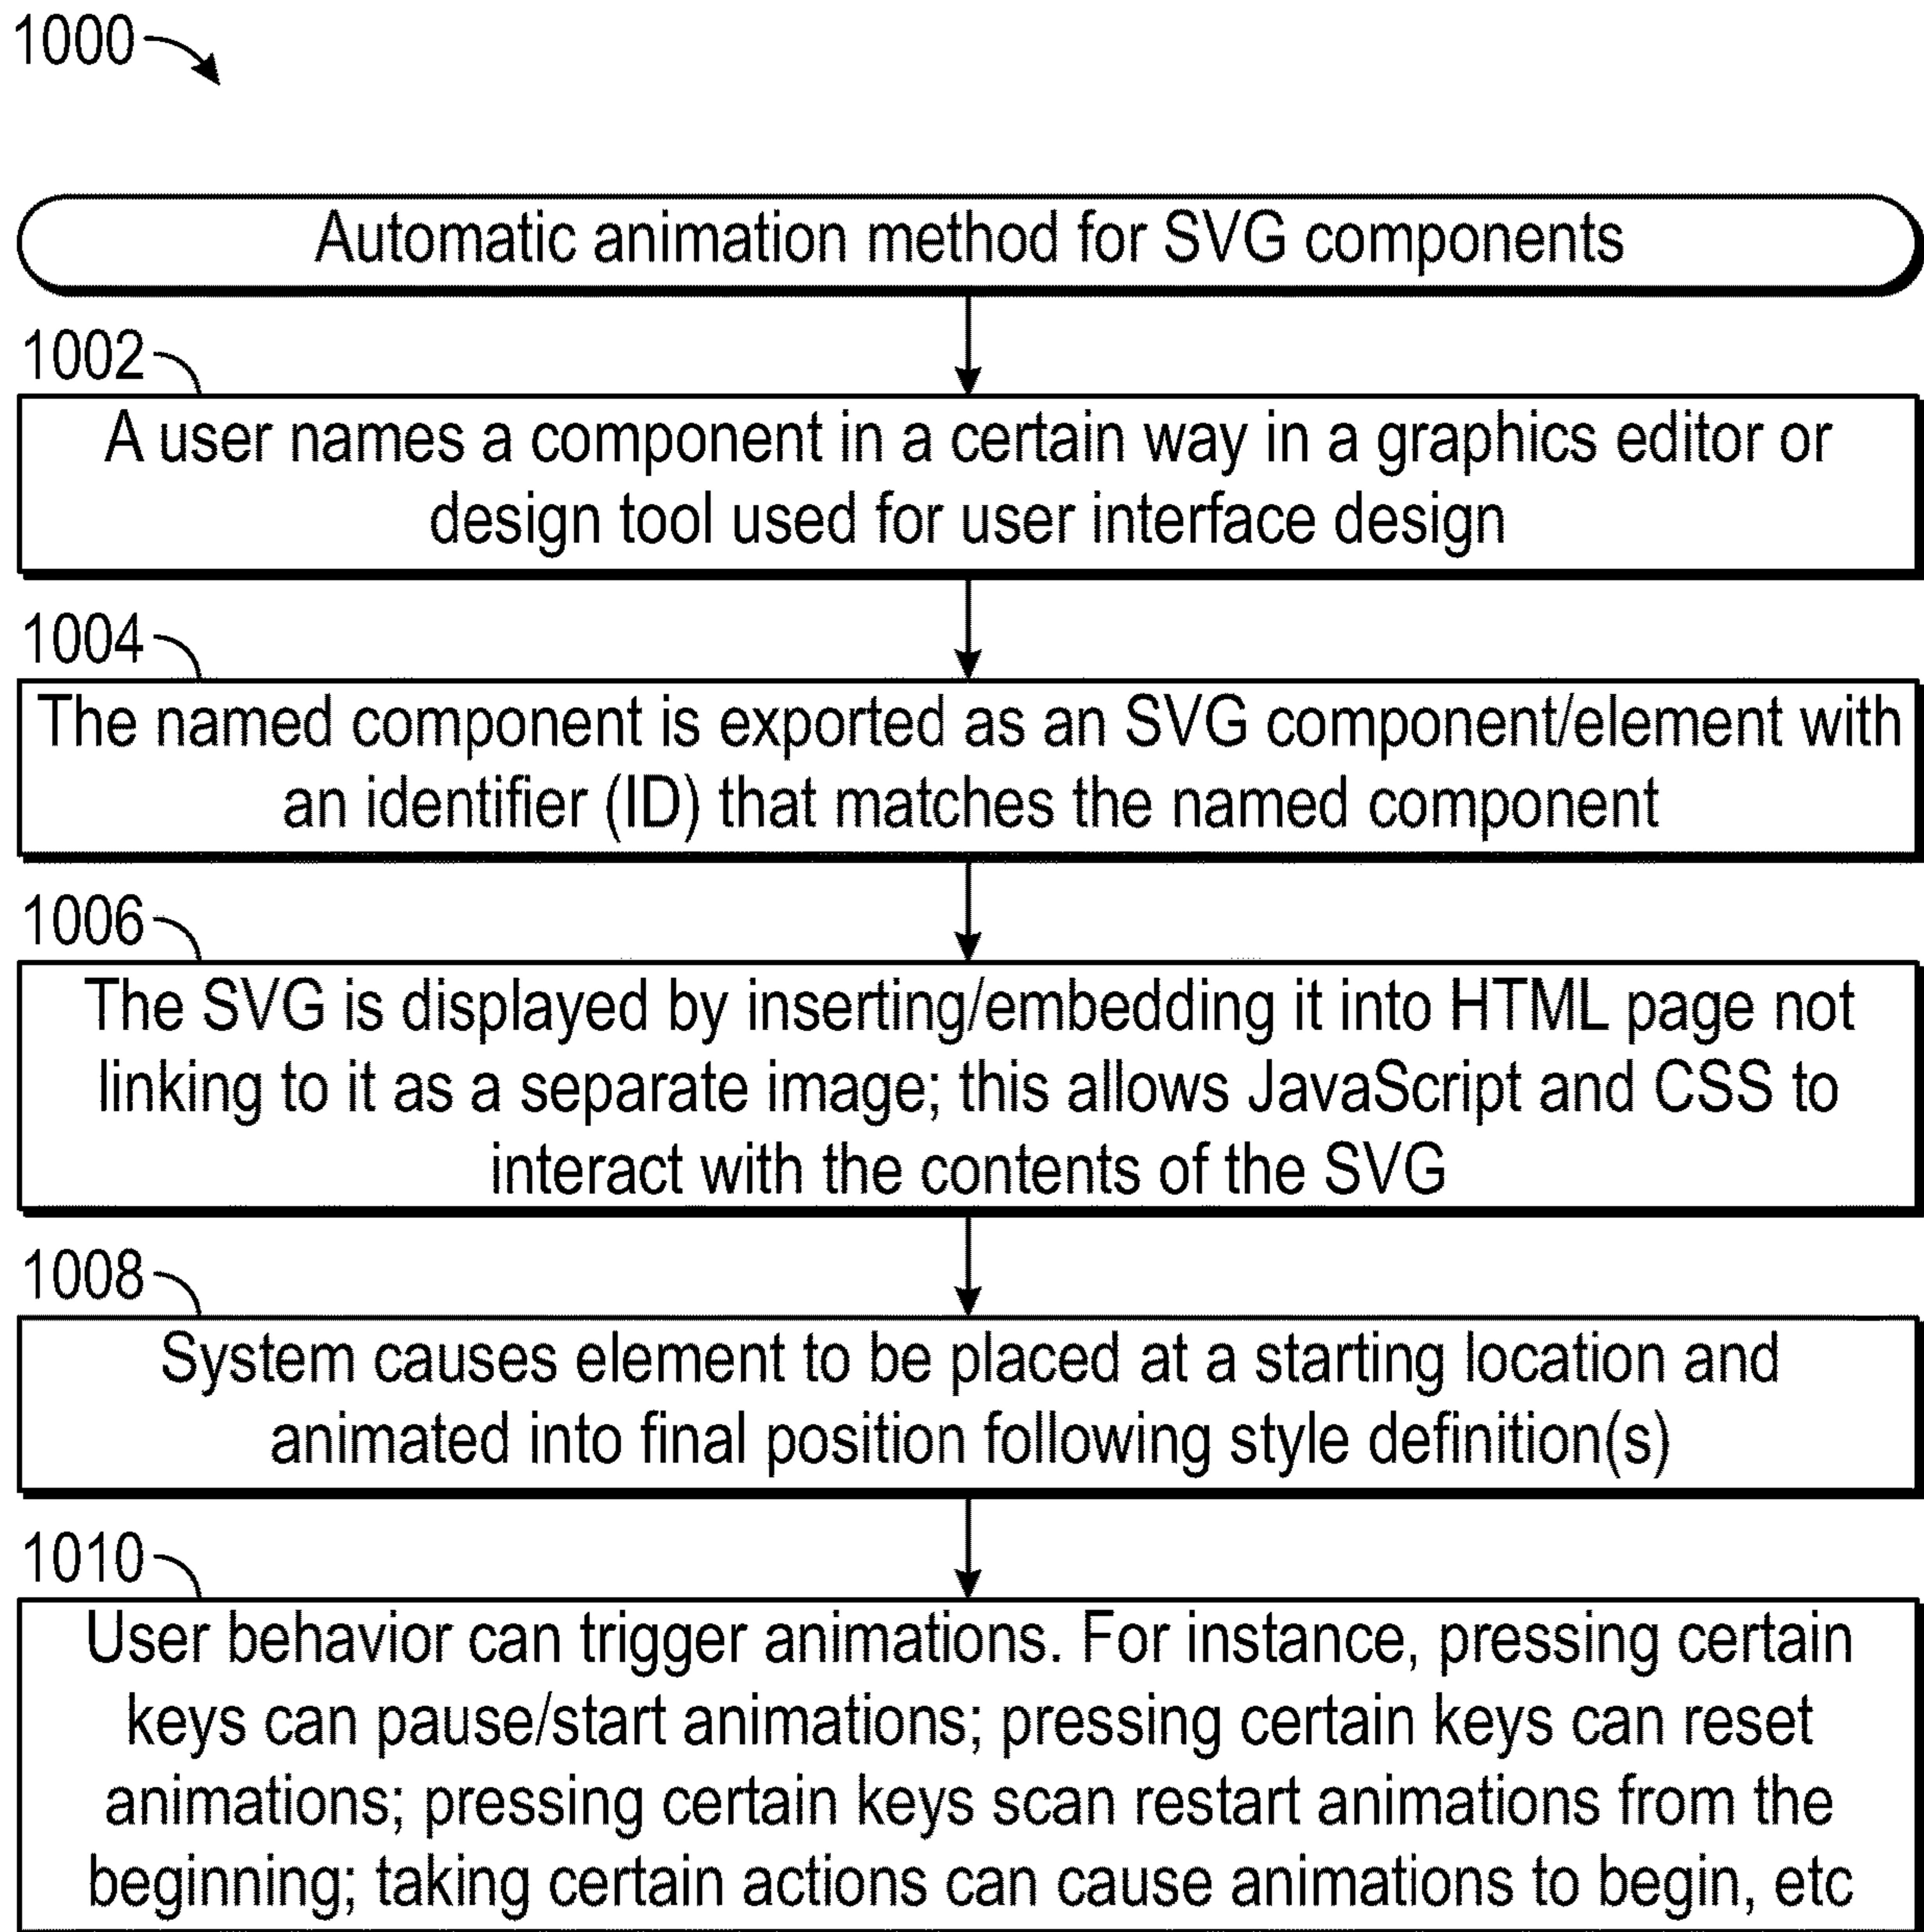 1000
Automatic animation method for SVG components
1002
A user names a component in a certain way in a graphics editor or
design tool used for user interface design
1004
The named component is exported as an SVG component/element with
an identifier (ID) that matches the named component
1006
The SVG is displayed by inserting/embedding it into HTML page not
linking to it as a separate image; this allows JavaScript and CSS to
interact with the contents of the SVG
1008
System causes element to be placed at a starting location and
animated into final position following style definition(s)
1010
User behavior can trigger animations. For instance, pressing certain
keys can pause/start animations; pressing certain keys can reset
animations; pressing certain keys scan restart animations from the
beginning; taking certain actions can cause animations to begin, etc